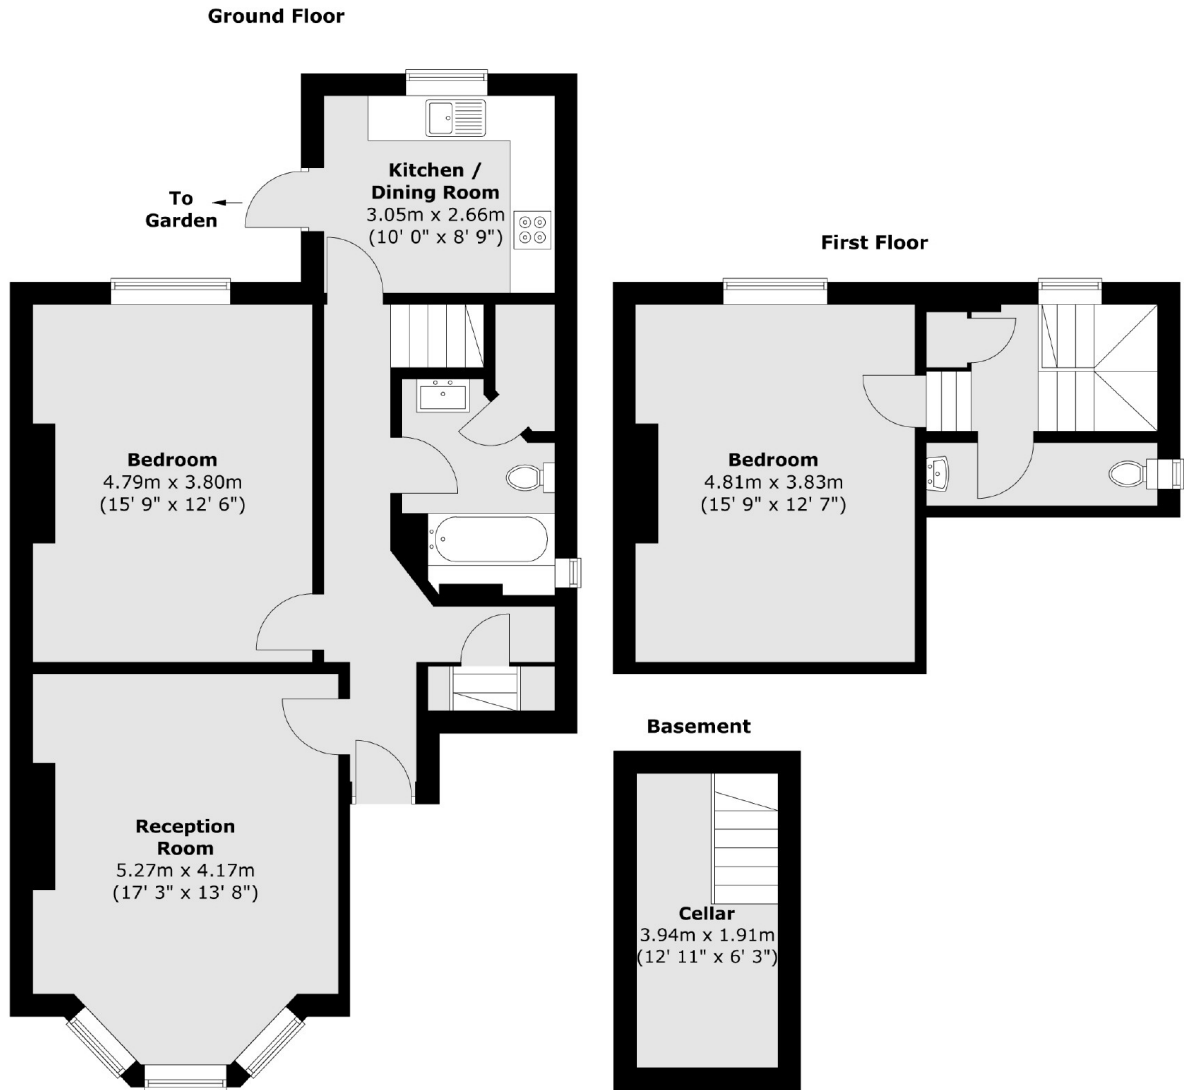 Ground Floor
Kitchen /
Dining Room
3.05m x 2.66m
(10' 0" x 8' 9")
To
Garden
Bedroom
4.79m x 3.80m
(15' 9" x 12' 6")
Reception
Room
5.27m x 4.17m
(17' 3" x 13' 8")
First Floor
Bedroom
4.81m x 3.83m
(15' 9" x 12' 7")
Basement
Cellar
3.94m x 1.91m
(12' 11" x 6' 3")